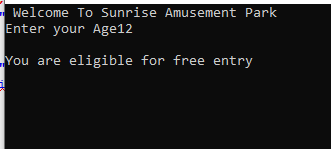 Welcome To Sunrise Amusement Park
Enter your Age12
You are eligible for free entry